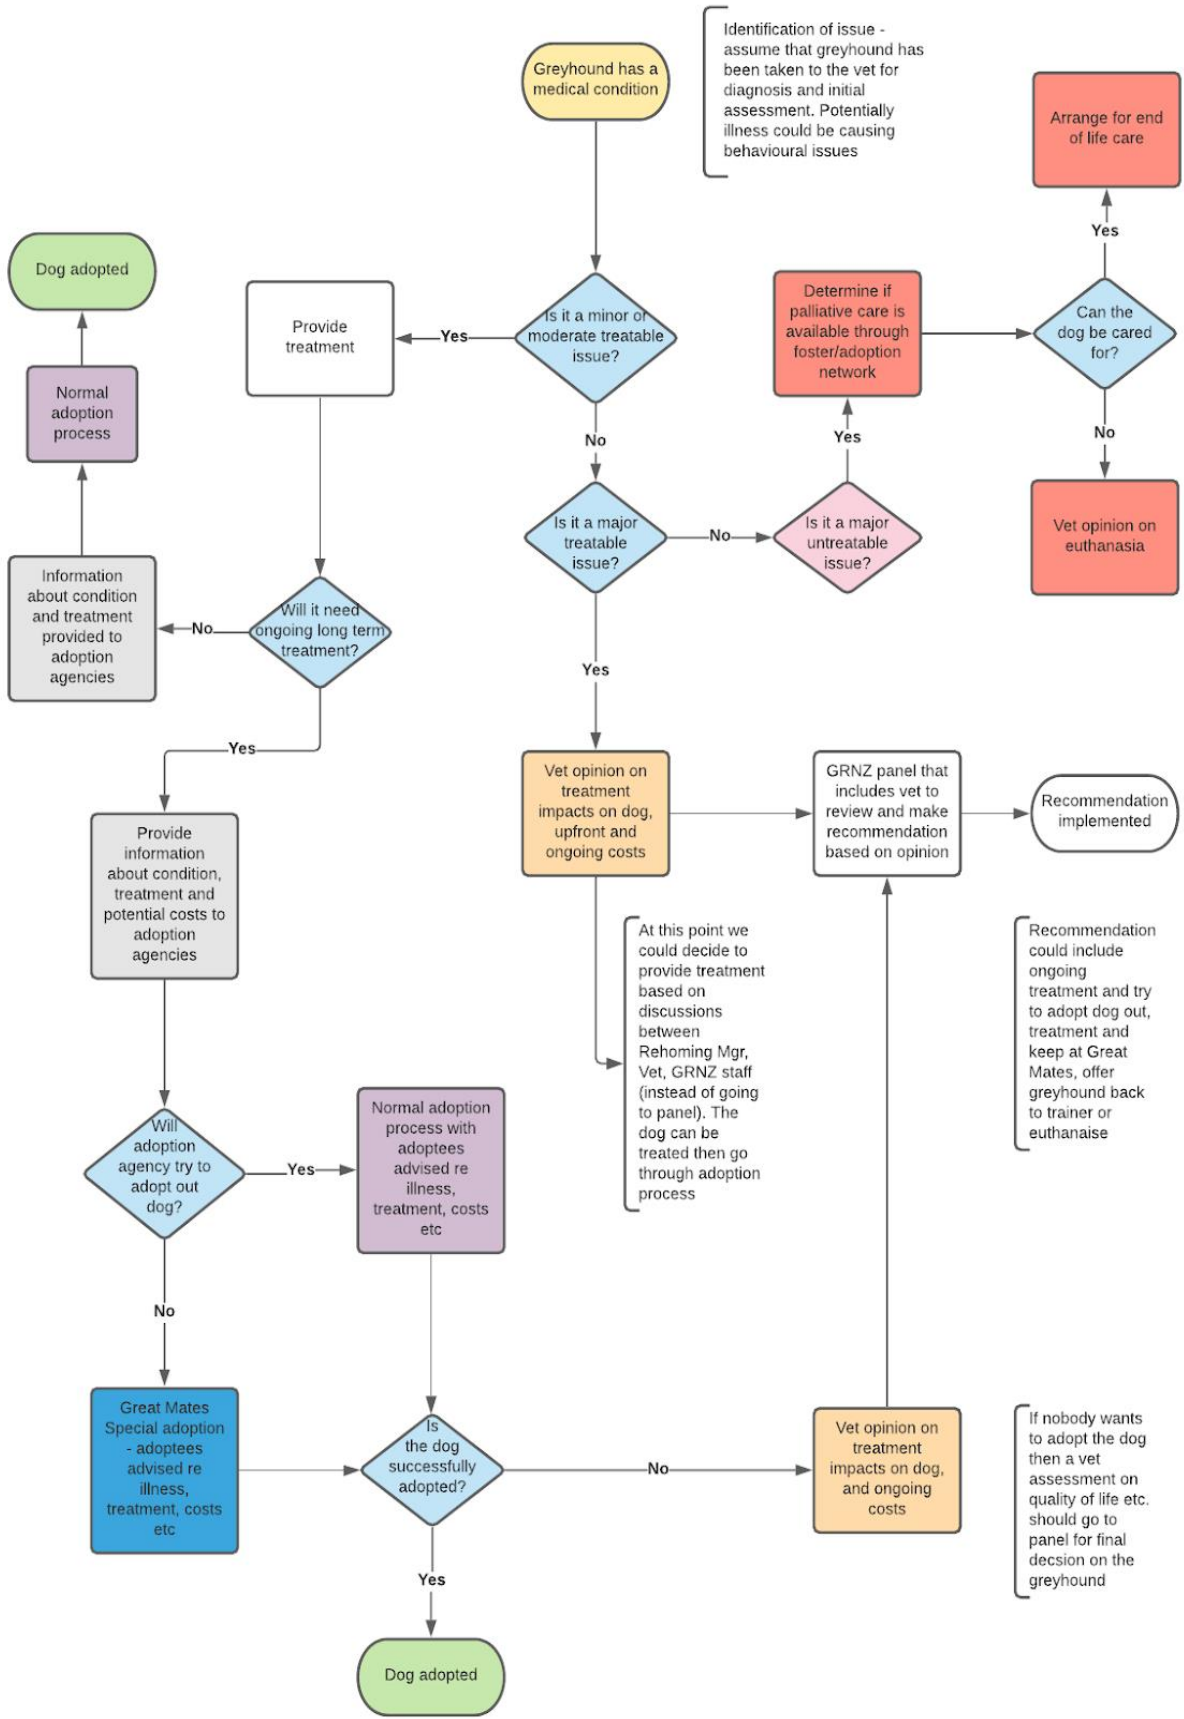 Greyhound has a
medical condition
Identification of issue -
assume that greyhound has
been taken to the vet for
diagnosis and initial
assessment. Potentially
illness could be causing
behavioural issues
Arrange for end
of life care
Yes
Dog adopted
Provide
treatment
Yes
Is it a minor or
moderate treatable
issue?
Determine if
palliative care is
available through
foster/adoption
network
Can the
dog be cared
for?
Normal
adoption
process
No
Yes
No
Is it a major
treatable
issue?
No
Is it a major
untreatable
issue?
Vet opinion on
euthanasia
Information
about condition
and treatment
provided to
adoption
agencies
No
Will it need
ongoing long term
treatment?
Yes
Yes
Vet opinion on
treatment
impacts on dog,
upfront and
ongoing costs
GRNZ panel that
includes vet to
review and make
recommendation
based on opinion
Recommendation
implemented
Provide
information
about condition,
treatment and
potential costs to
adoption
agencies
At this point we
could decide to
provide treatment
based on
discussions
between
Rehoming Mgr,
Vet, GRNZ staff
(instead of going
to panel). The
dog can be
treated then go
through adoption
process
Recommendation
could include
ongoing
treatment and try
to adopt dog out,
treatment and
keep at Great
Mates, offer
greyhound back
to trainer or
euthanaise
Will
adoption
agency try to
adopt out
dog?
Yes
Normal adoption
process with
adoptees
advised re
illness,
treatment, costs
etc
No
Great Mates
Special adoption
- adoptees
advised re
illness,
treatment, costs
etc
Is
the dog
successfully
adopted?
No
Vet opinion on
treatment
impacts on dog,
and ongoing
costs
If nobody wants
to adopt the dog
then a vet
assessment on
quality of life etc.
should go to
panel for final
decsion on the
greyhound
Yes
Dog adopted